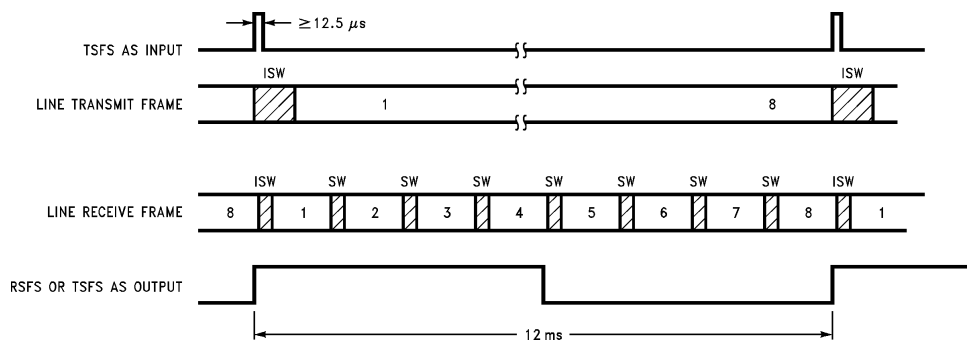 ≥12.5 μs
TSFS AS INPUT
ISW ISW
LINE TRANSMIT FRAME 1 8
ISW SW SW SW SW SW SW SW ISW
LINE RECEIVE FRAME 8 1 2 3 4 5 6 7 8 1
RSFS OR TSFS AS OUTPUT
12 ms